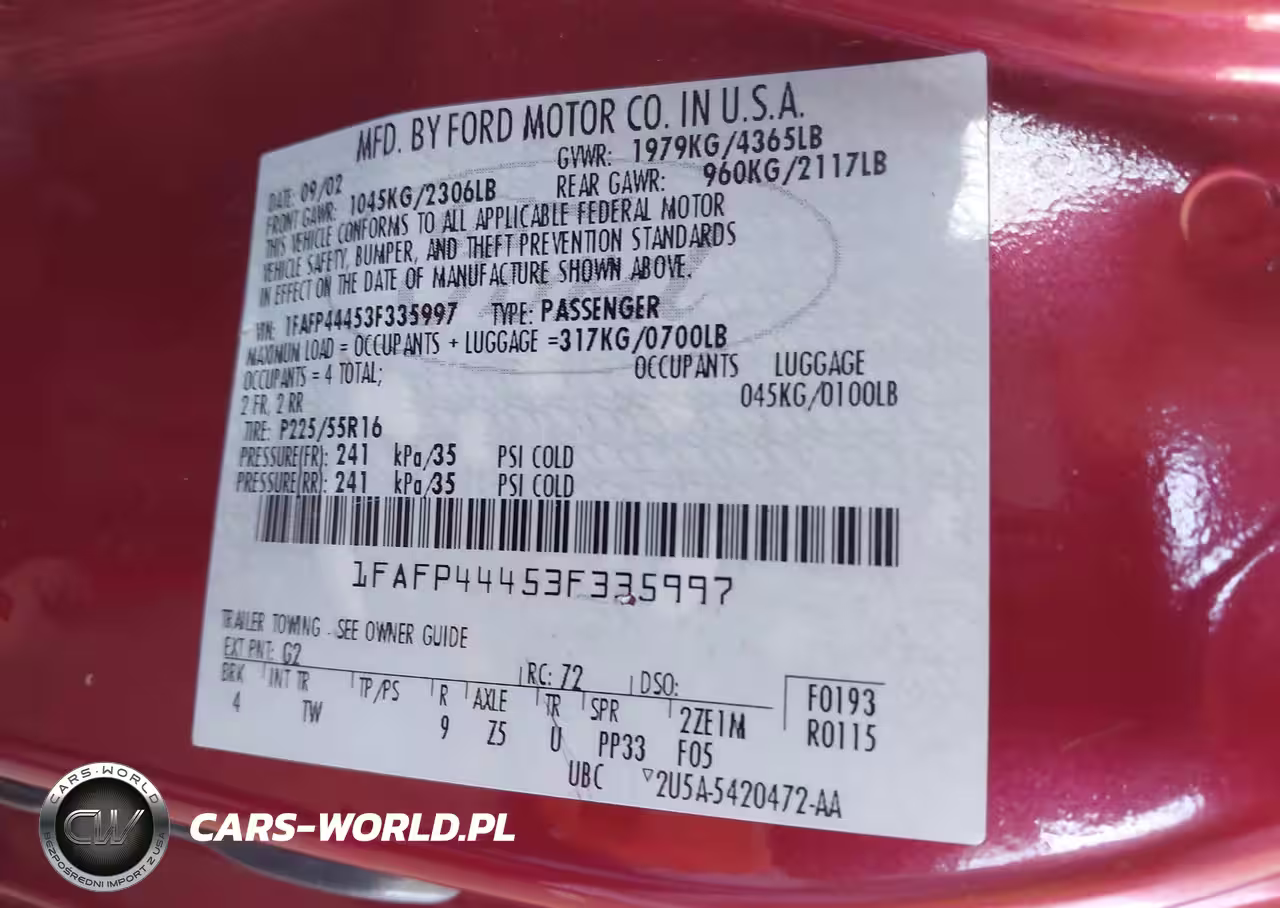 MFD. BY FORD MOTOR CO. IN U.S.A.
DATE: 09/02 GVWR: 1979KG/4365LB
FRONT GAWR: 1045KG/2306LB REAR GAWR: 960KG/2117LB
THIS VEHICLE CONFORMS TO ALL APPLICABLE FEDERAL MOTOR
VEHICLE SAFETY, BUMPER, AND THEFT PREVENTION STANDARDS
IN EFFECT ON THE DATE OF MANUFACTURE SHOWN ABOVE.
VIN: 1FAFP44453F335997 TYPE: PASSENGER
MAXIMUM LOAD = OCCUPANTS + LUGGAGE =317KG/0700LB
OCCUPANTS = 4 TOTAL; OCCUPANTS LUGGAGE
2 FR, 2 RR 045KG/0100LB
TIRE: P225/55R16
PRESSURE(FR): 241 kPa/35 PSI COLD
PRESSURE(RR): 241 kPa/35 PSI COLD
1FAFP44453F335997
TRAILER TOWING - SEE OWNER GUIDE
EXT PNT: G2 RC: 72 DSO: F0193
BRK INT TR TP/PS R AXLE TR SPR 2ZE1M R0115
4 TW 9 Z5 U PP33 F05
UBC ▽2U5A-5420472-AA
CARS-WORLD
CW
BEZPOŚREDNI IMPORT Z USA
CARS-WORLD.PL